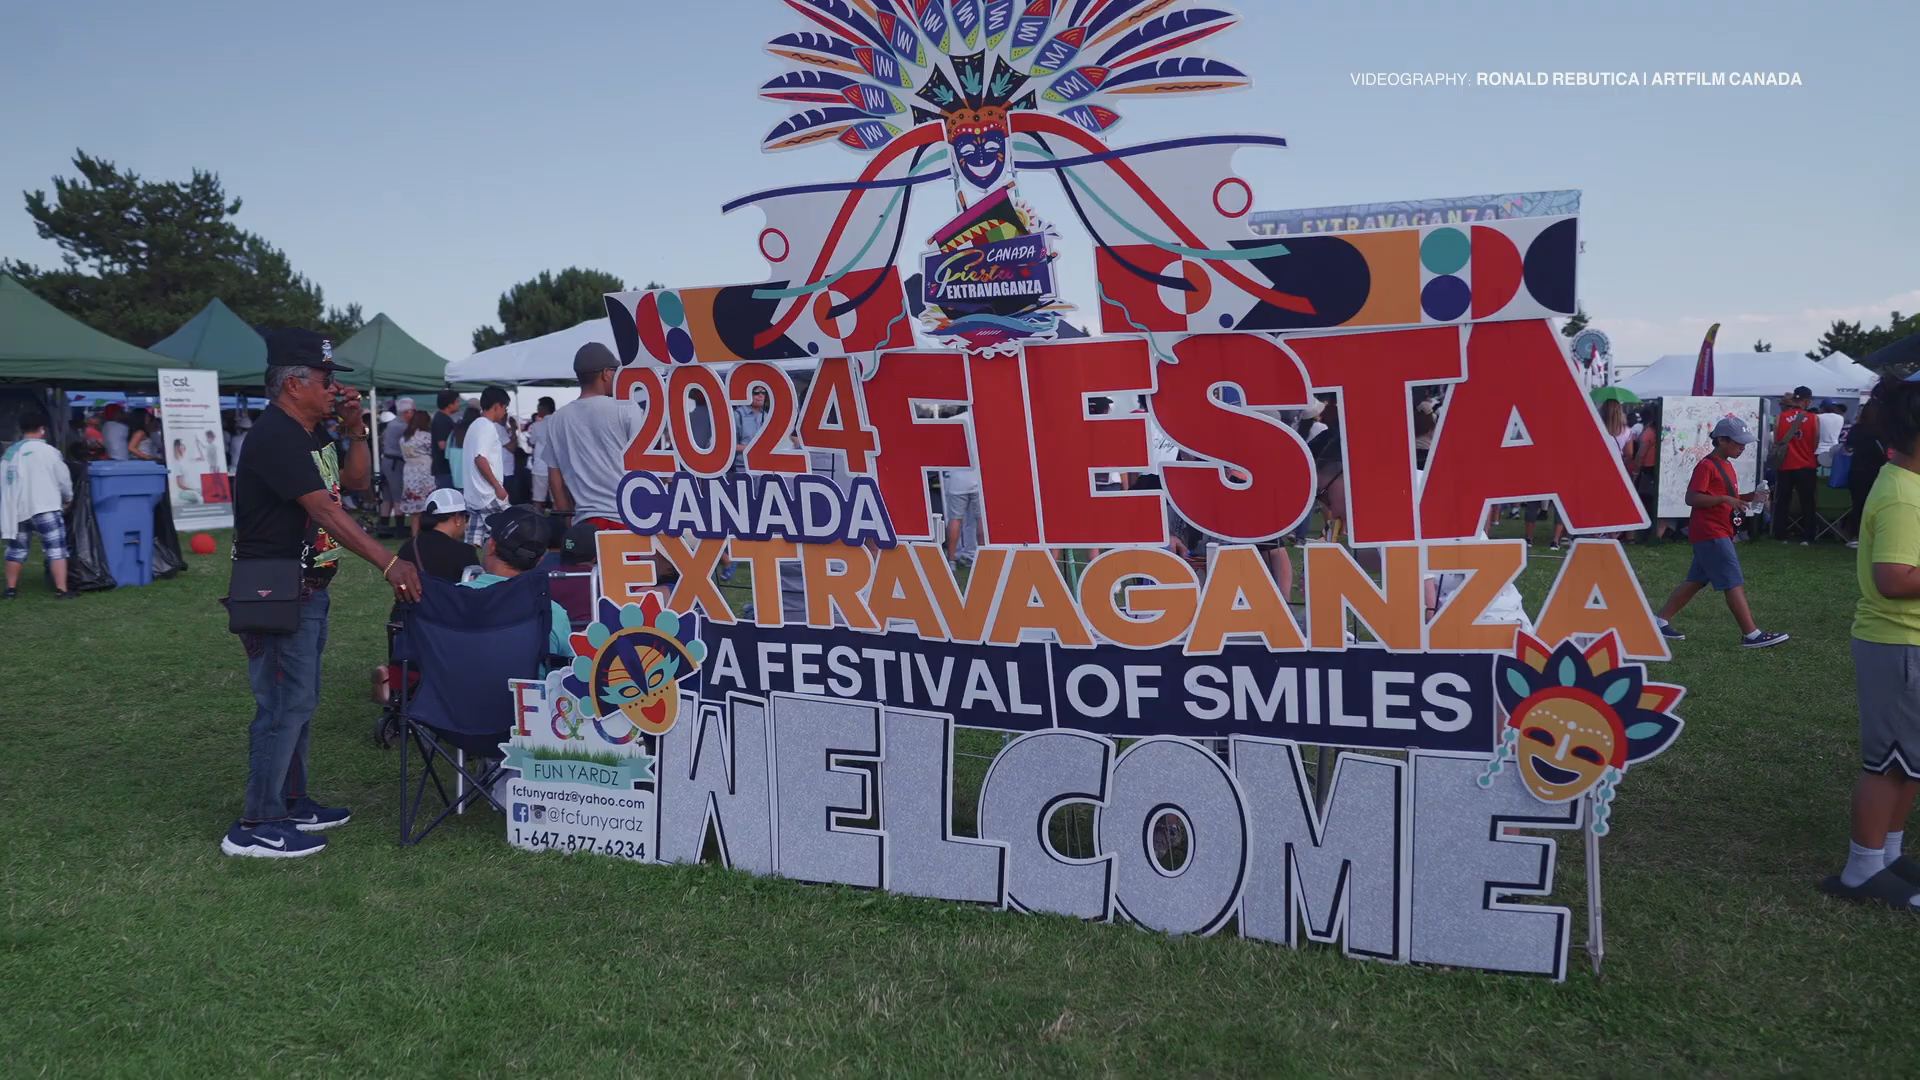 VIDEOGRAPHY: RONALD REBUTICA | ARTFILM CANADA
EXTRAVAGANZA
CANADA
Fiesta
EXTRAVAGANZA
2024 FIESTA
CANADA
EXTRAVAGANZA
A FESTIVAL OF SMILES
WELCOME
F & C
FUN YARDZ
fcfunyardz@yahoo.com
@fcfunyardz
1-647-877-6234
cst